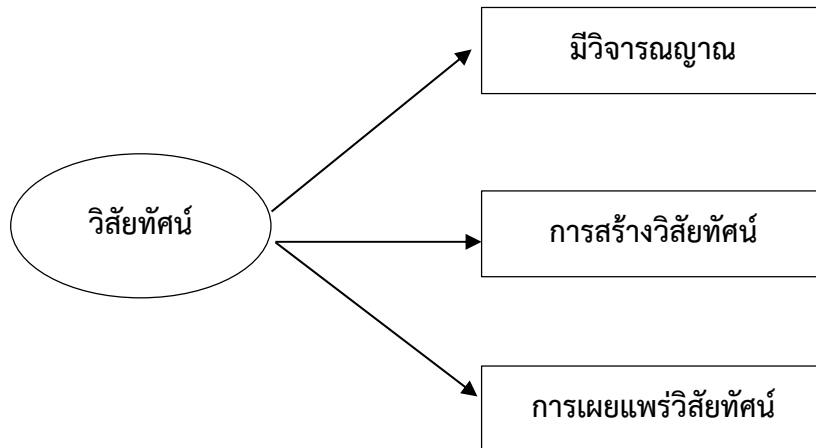 มีวิจารณญาณ
วิสัยทัศน์
การสร้างวิสัยทัศน์
การเผยแพร่วิสัยทัศน์